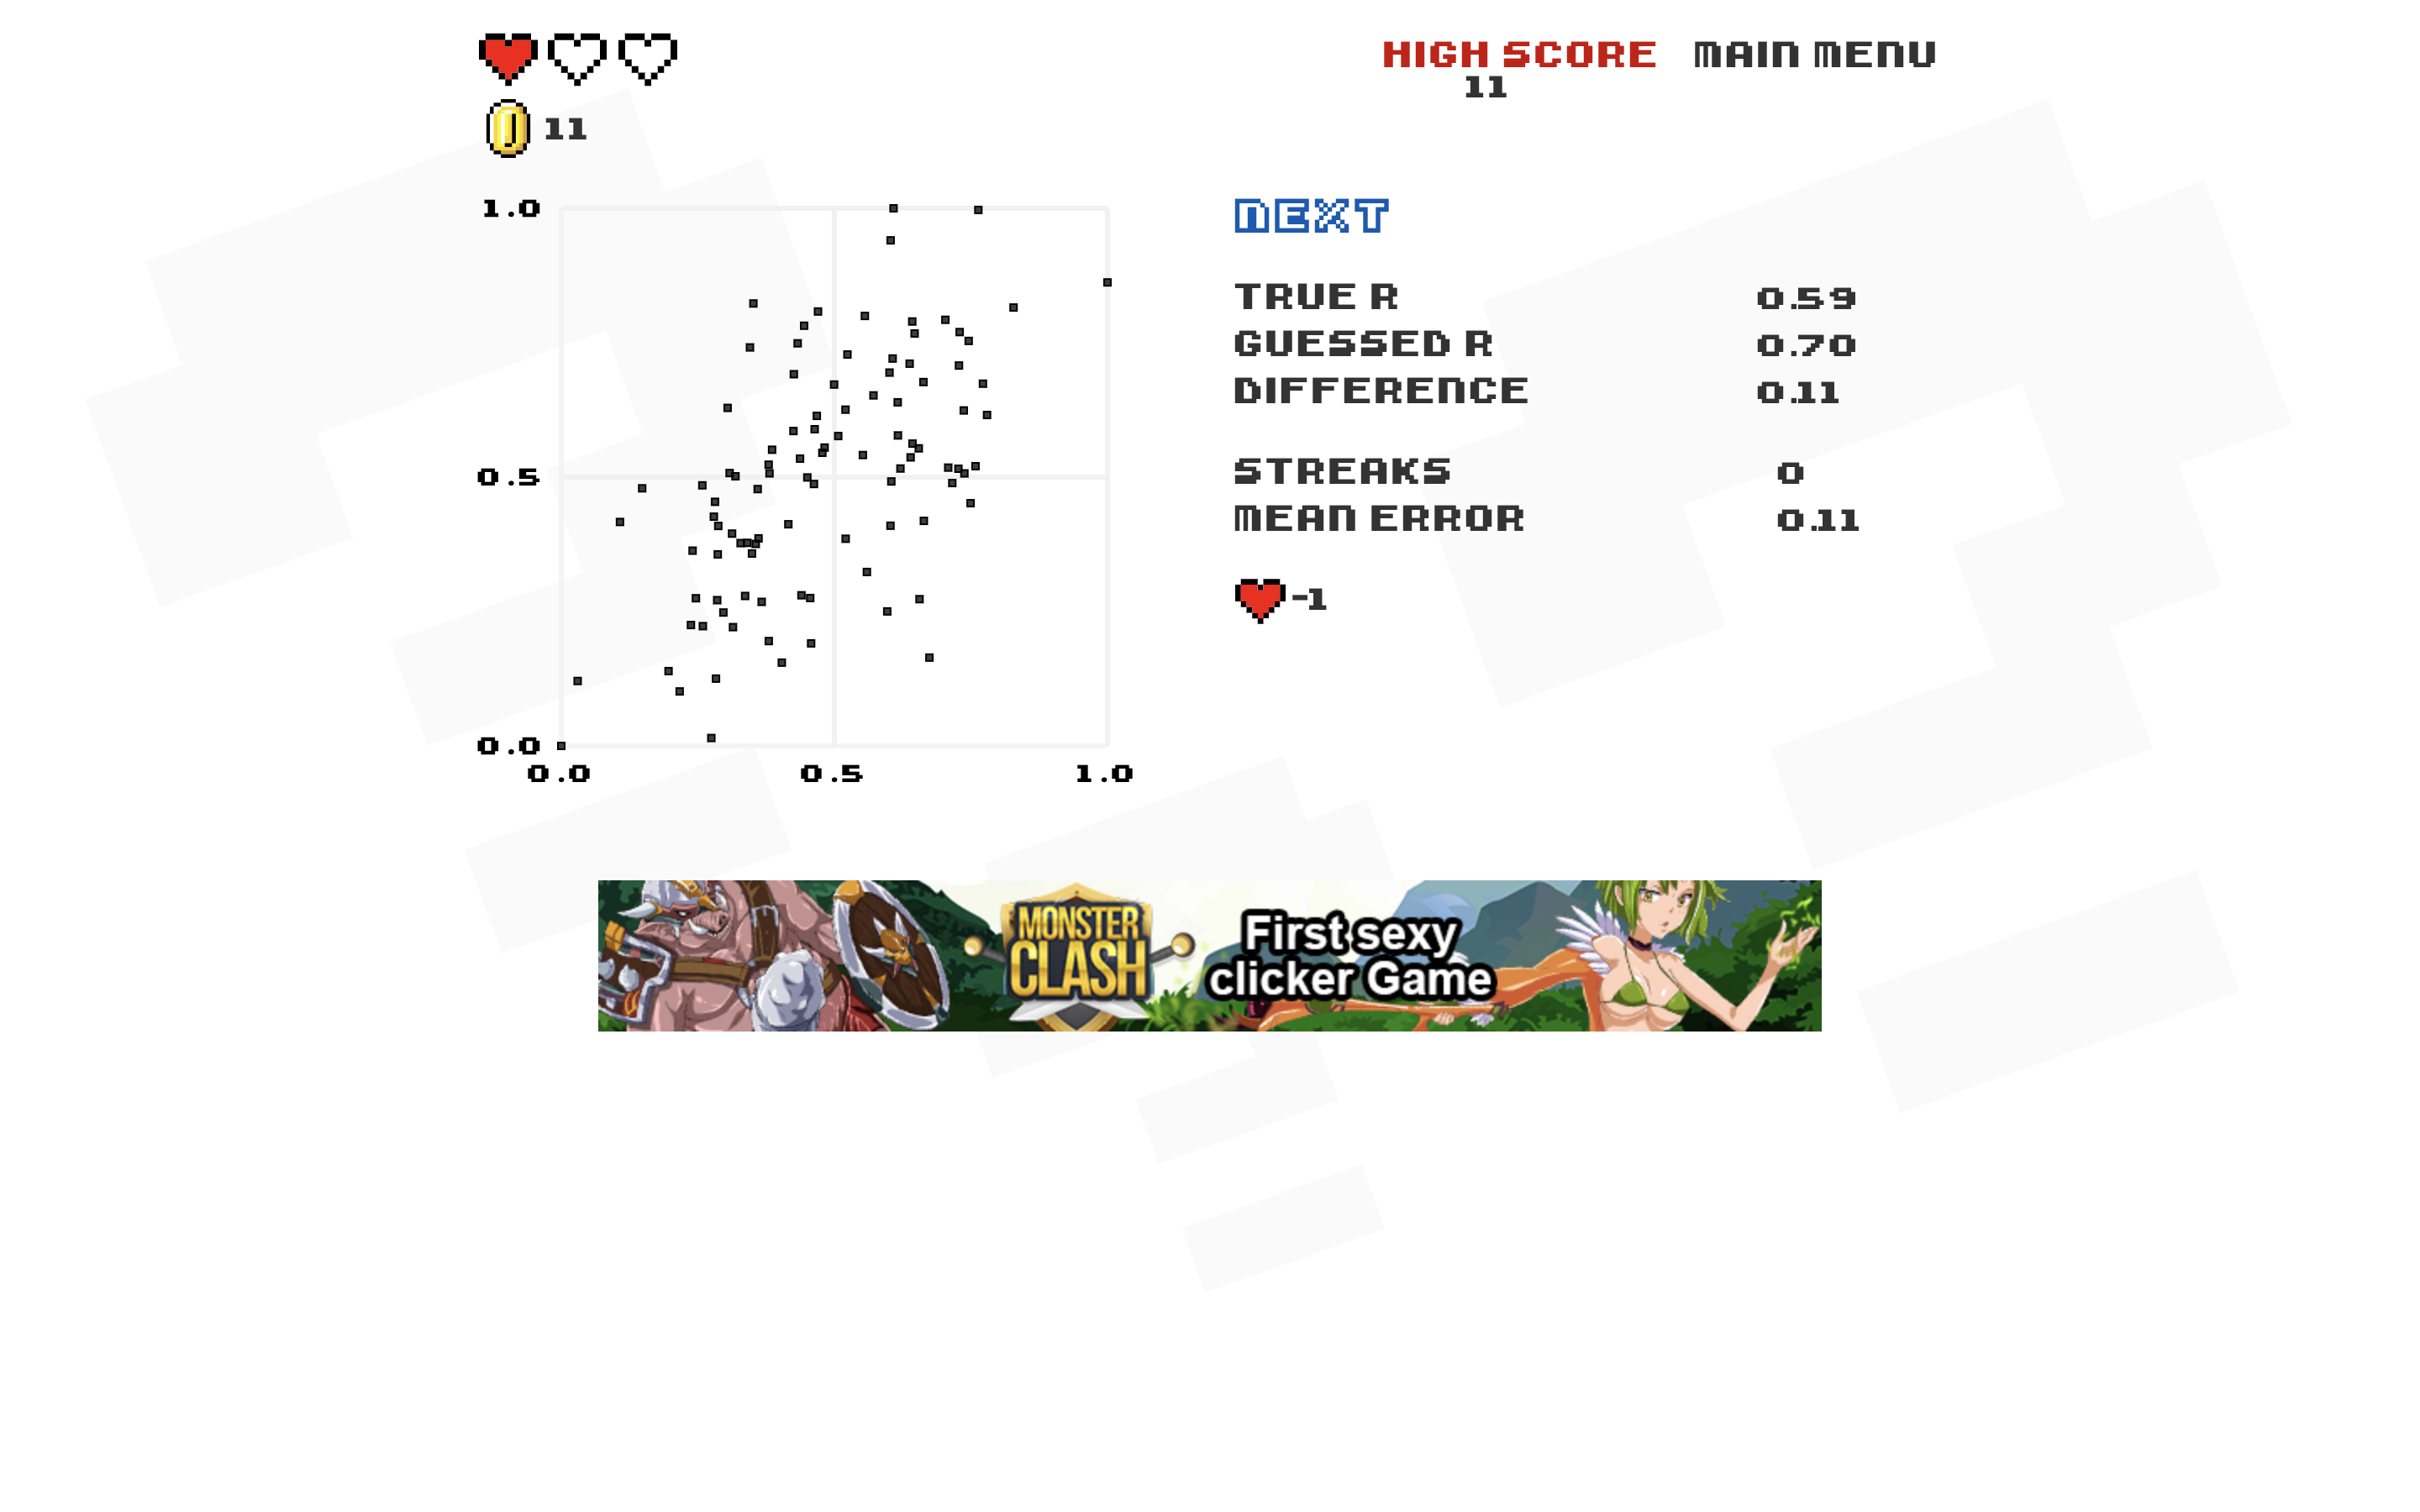 HIGH SCORE MAIN MENU
11
11
1.0
0.5
0.0
0.0 0.5 1.0
NEXT
TRUE R 0.59
GUESSED R 0.70
DIFFERENCE 0.11
STREAKS 0
MEAN ERROR 0.11
-1
MONSTER
CLASH
First sexy
clicker Game